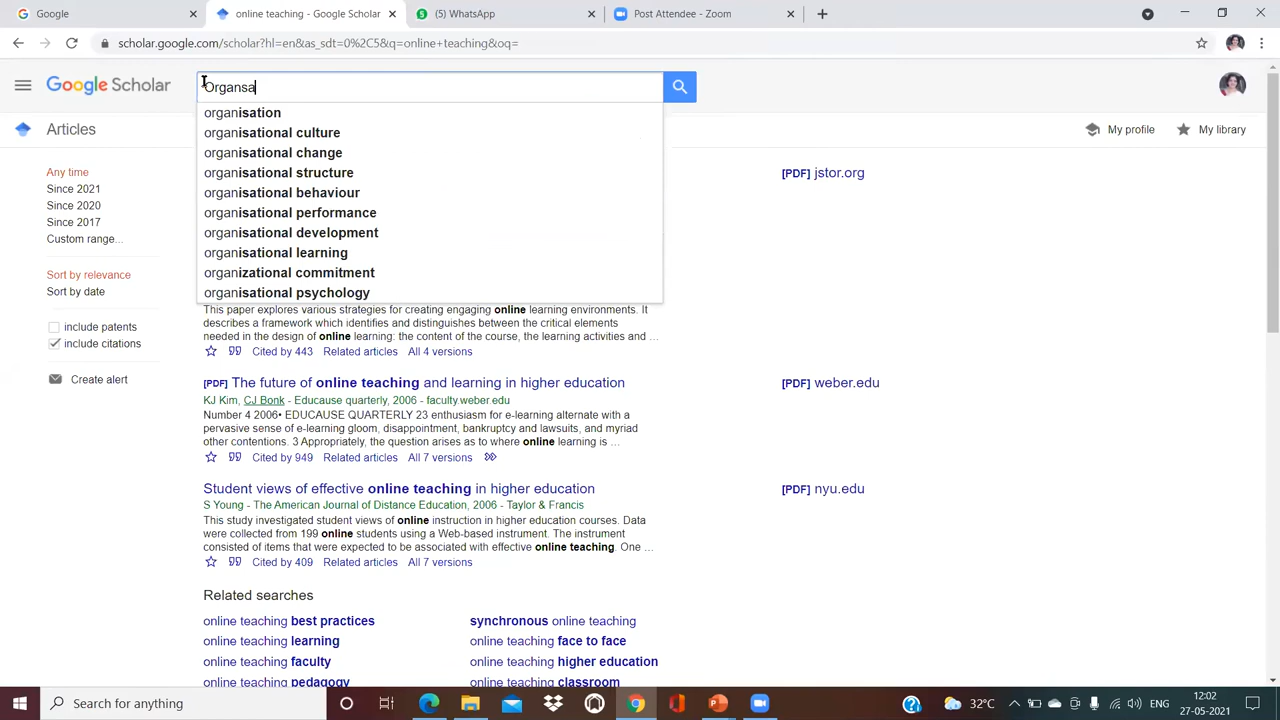 Google
online teaching - Google Scholar
(5) WhatsApp
Post Attendee - Zoom
scholar.google.com/scholar?hl=en&as_sdt=0%2C5&q=online+teaching&oq=
Google Scholar
Organsa
organisation
organisational culture
organisational change
organisational structure
organisational behaviour
organisational performance
organisational development
organisational learning
organizational commitment
organisational psychology
Articles
My profile
My library
Any time
Since 2021
Since 2020
Since 2017
Custom range...
Sort by relevance
Sort by date
include patents
include citations
Create alert
[PDF] jstor.org
This paper explores various strategies for creating engaging online learning environments. It
describes a framework which identifies and distinguishes between the critical elements
needed in the design of online learning: the content of the course, the learning activities and ...
Cited by 443 Related articles All 4 versions
[PDF] The future of online teaching and learning in higher education
[PDF] weber.edu
KJ Kim, CJ Bonk - Educause quarterly, 2006 - faculty.weber.edu
Number 4 2006• EDUCAUSE QUARTERLY 23 enthusiasm for e-learning alternate with a
pervasive sense of e-learning gloom, disappointment, bankruptcy and lawsuits, and myriad
other contentions. 3 Appropriately, the question arises as to where online learning is ...
Cited by 949 Related articles All 7 versions
Student views of effective online teaching in higher education
[PDF] nyu.edu
S Young - The American Journal of Distance Education, 2006 - Taylor & Francis
This study investigated student views of online instruction in higher education courses. Data
were collected from 199 online students using a Web-based instrument. The instrument
consisted of items that were expected to be associated with effective online teaching. One ...
Cited by 409 Related articles All 7 versions
Related searches
online teaching best practices
synchronous online teaching
online teaching learning
online teaching face to face
online teaching faculty
online teaching higher education
online teaching pedagogy
online teaching classroom
Search for anything
32°C
ENG
12:02
27-05-2021